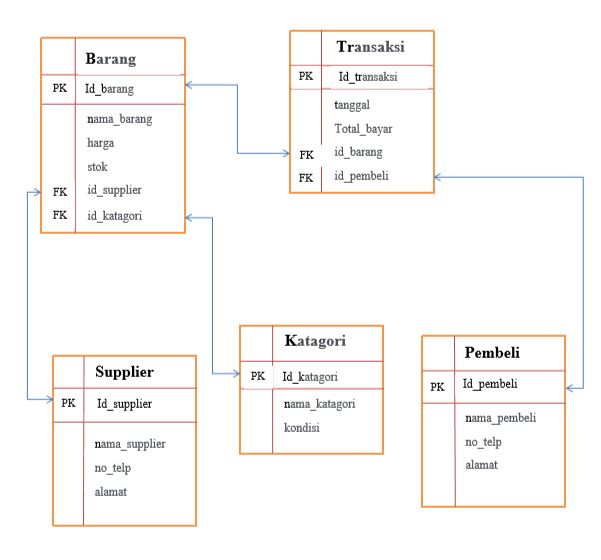 Barang
PK Id_barang
nama_barang
harga
stok
FK id_supplier
FK id_katagori
Transaksi
PK Id_transaksi
tanggal
Total_bayar
FK id_barang
FK id_pembeli
Supplier
PK Id_supplier
nama_supplier
no_telp
alamat
Katagori
PK Id_katagori
nama_katagori
kondisi
Pembeli
PK Id_pembeli
nama_pembeli
no_telp
alamat